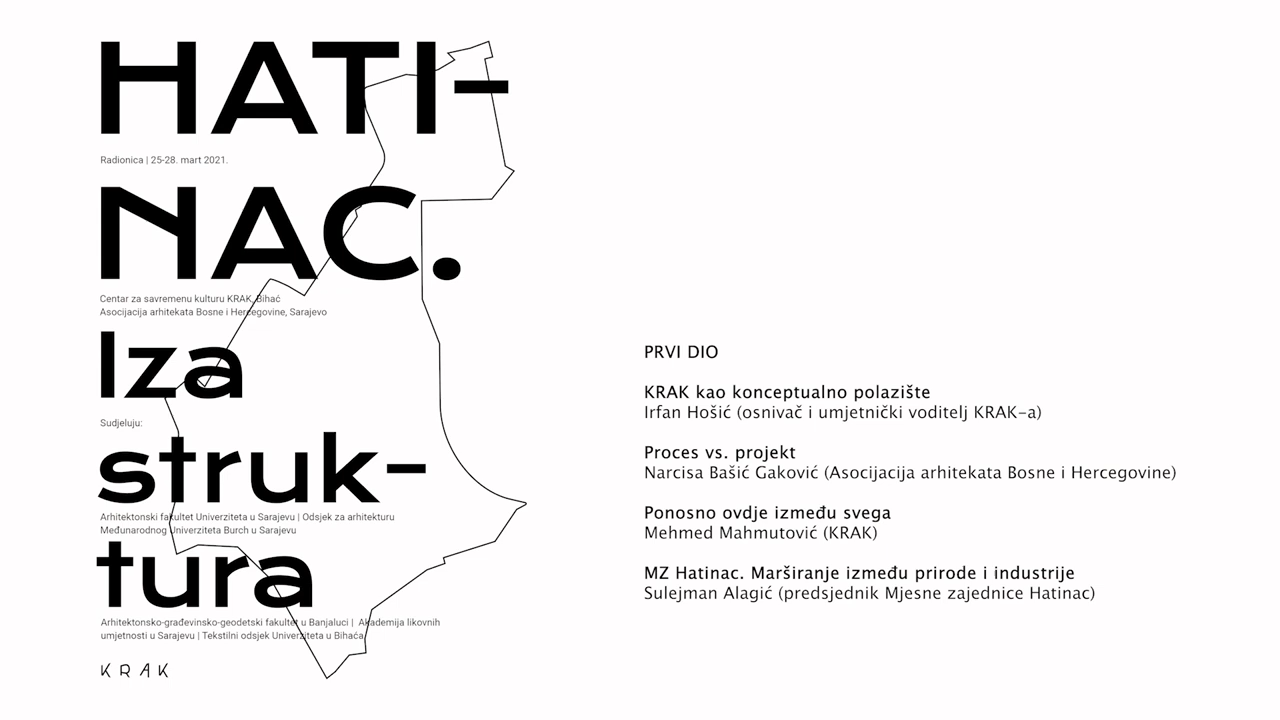 HATI-
Radionica | 25-28. mart 2021.
NAC.
Centar za savremenu kulturu KRAK, Bihać
Asocijacija arhitekata Bosne i Hercegovine, Sarajevo
Iza
Sudjeluju:
struk-
Arhitektonski fakultet Univerziteta u Sarajevu | Odsjek za arhitekturu
Međunarodnog Univerziteta Burch u Sarajevu
tura
Arhitektonsko-građevinsko-geodetski fakultet u Banjaluci | Akademija likovnih
umjetnosti u Sarajevu | Tekstilni odsjek Univerziteta u Bihaća
KRAK
PRVI DIO
KRAK kao konceptualno polazište
Irfan Hošić (osnivač i umjetnički voditelj KRAK-a)
Proces vs. projekt
Narcisa Bašić Gaković (Asocijacija arhitekata Bosne i Hercegovine)
Ponosno ovdje između svega
Mehmed Mahmutović (KRAK)
MZ Hatinac. Marširanje između prirode i industrije
Sulejman Alagić (predsjednik Mjesne zajednice Hatinac)